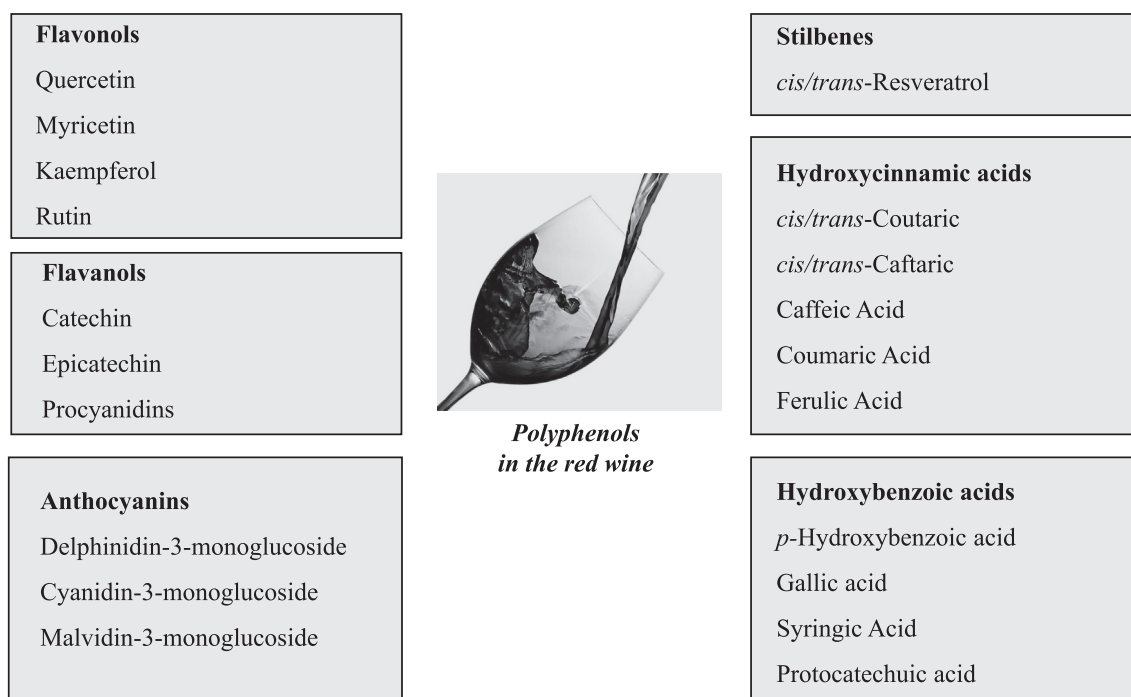 Flavonols
Quercetin
Myricetin
Kaempferol
Rutin
Flavanols
Catechin
Epicatechin
Procyanidins
Anthocyanins
Delphinidin-3-monoglucoside
Cyanidin-3-monoglucoside
Malvidin-3-monoglucoside
Polyphenols
in the red wine
Stilbenes
cis/trans-Resveratrol
Hydroxycinnamic acids
cis/trans-Coutaric
cis/trans-Caftaric
Caffeic Acid
Coumaric Acid
Ferulic Acid
Hydroxybenzoic acids
p-Hydroxybenzoic acid
Gallic acid
Syringic Acid
Protocatechuic acid